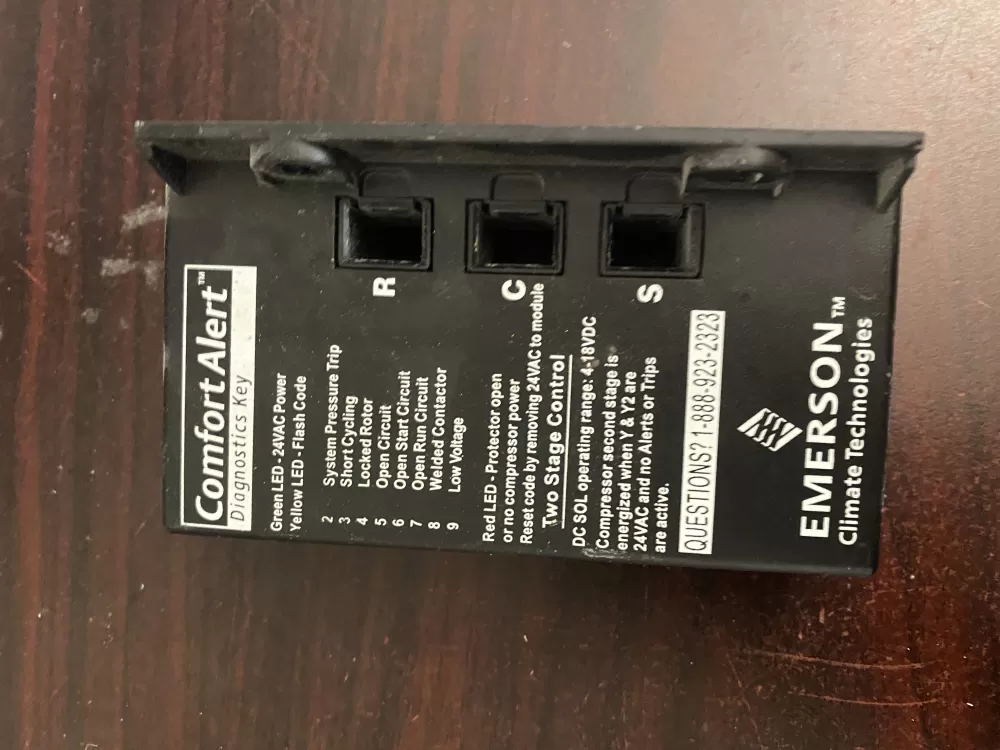 Comfort Alert™
Diagnostics Key
Green LED - 24VAC Power
Yellow LED - Flash Code
2 System Pressure Trip
3 Short Cycling
4 Locked Rotor
5 Open Circuit
6 Open Start Circuit
7 Open Run Circuit
8 Welded Contactor
9 Low Voltage
Red LED - Protector open
or no compressor power
Reset code by removing 24VAC to module
Two Stage Control
DC SOL operating range: 4-18VDC
Compressor second stage is
energized when Y & Y2 are
24VAC and no Alerts or Trips
are active.
QUESTIONS? 1-888-923-2323
EMERSON™
Climate Technologies
R
C
S